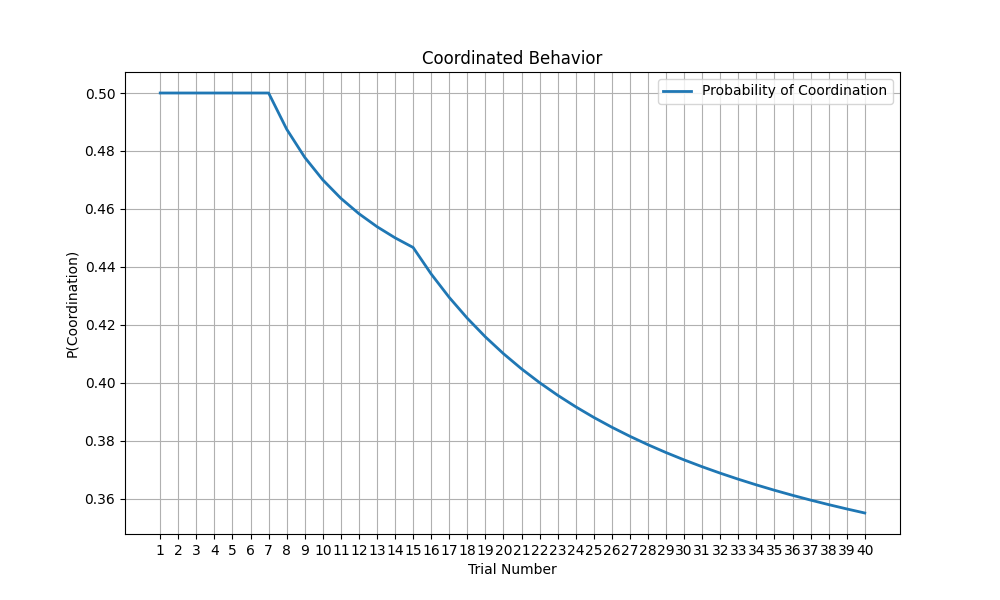 Coordinated Behavior
Probability of Coordination
P(Coordination)
0.50
0.48
0.46
0.44
0.42
0.40
0.38
0.36
1 2 3 4 5 6 7 8 9 10 11 12 13 14 15 16 17 18 19 20 21 22 23 24 25 26 27 28 29 30 31 32 33 34 35 36 37 38 39 40
Trial Number